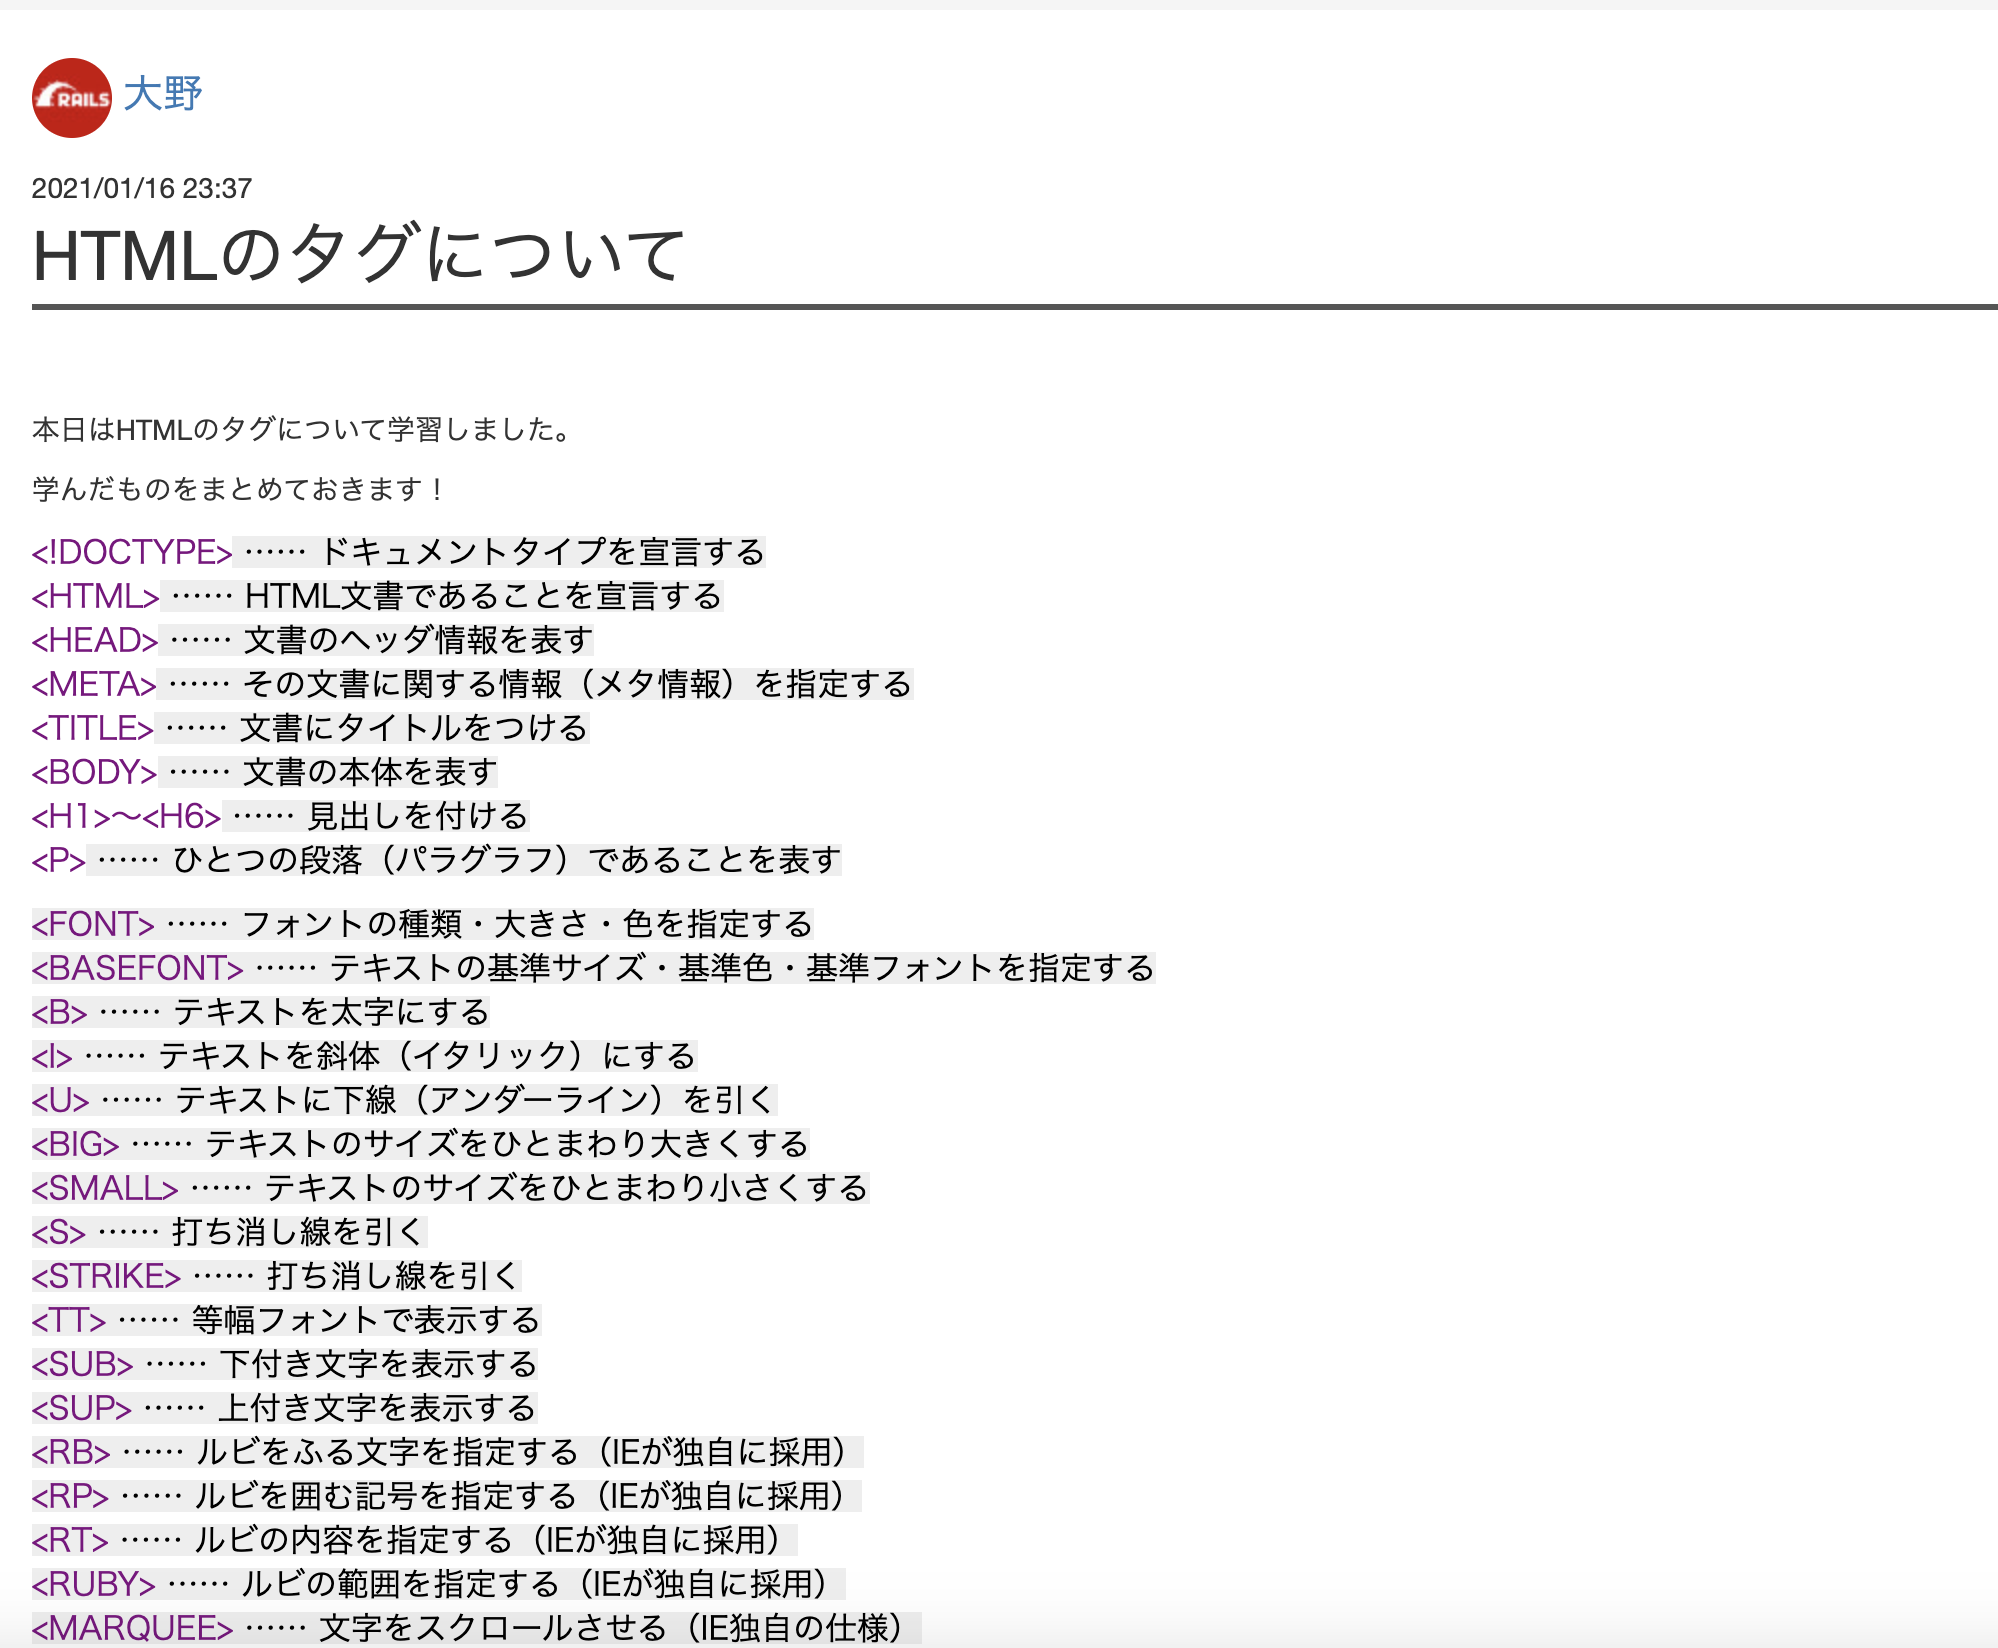 RAILS
大野
2021/01/16 23:37
HTMLのタグについて
本日はHTMLのタグについて学習しました。
学んだものをまとめておきます！
<!DOCTYPE> …… ドキュメントタイプを宣言する
<HTML> …… HTML文書であることを宣言する
<HEAD> …… 文書のヘッダ情報を表す
<META> …… その文書に関する情報（メタ情報）を指定する
<TITLE> …… 文書にタイトルをつける
<BODY> …… 文書の本体を表す
<H1>～<H6> …… 見出しを付ける
<P> …… ひとつの段落（パラグラフ）であることを表す
<FONT> …… フォントの種類・大きさ・色を指定する
<BASEFONT> …… テキストの基準サイズ・基準色・基準フォントを指定する
<B> …… テキストを太字にする
<I> …… テキストを斜体（イタリック）にする
<U> …… テキストに下線（アンダーライン）を引く
<BIG> …… テキストのサイズをひとまわり大きくする
<SMALL> …… テキストのサイズをひとまわり小さくする
<S> …… 打ち消し線を引く
<STRIKE> …… 打ち消し線を引く
<TT> …… 等幅フォントで表示する
<SUB> …… 下付き文字を表示する
<SUP> …… 上付き文字を表示する
<RB> …… ルビをふる文字を指定する（IEが独自に採用）
<RP> …… ルビを囲む記号を指定する（IEが独自に採用）
<RT> …… ルビの内容を指定する（IEが独自に採用）
<RUBY> …… ルビの範囲を指定する（IEが独自に採用）
<MARQUEE> …… 文字をスクロールさせる（IE独自の仕様）